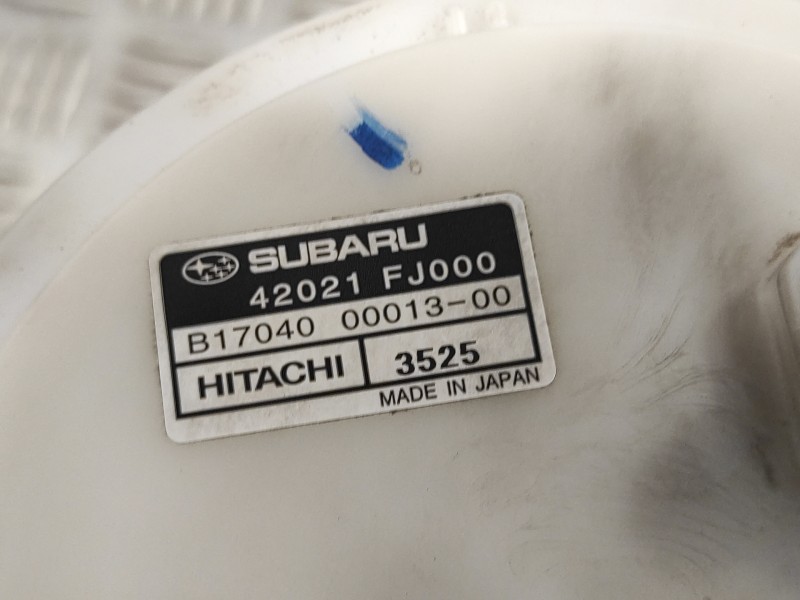 SUBARU
42021 FJ000
B17040 00013-00
HITACHI 3525
MADE IN JAPAN